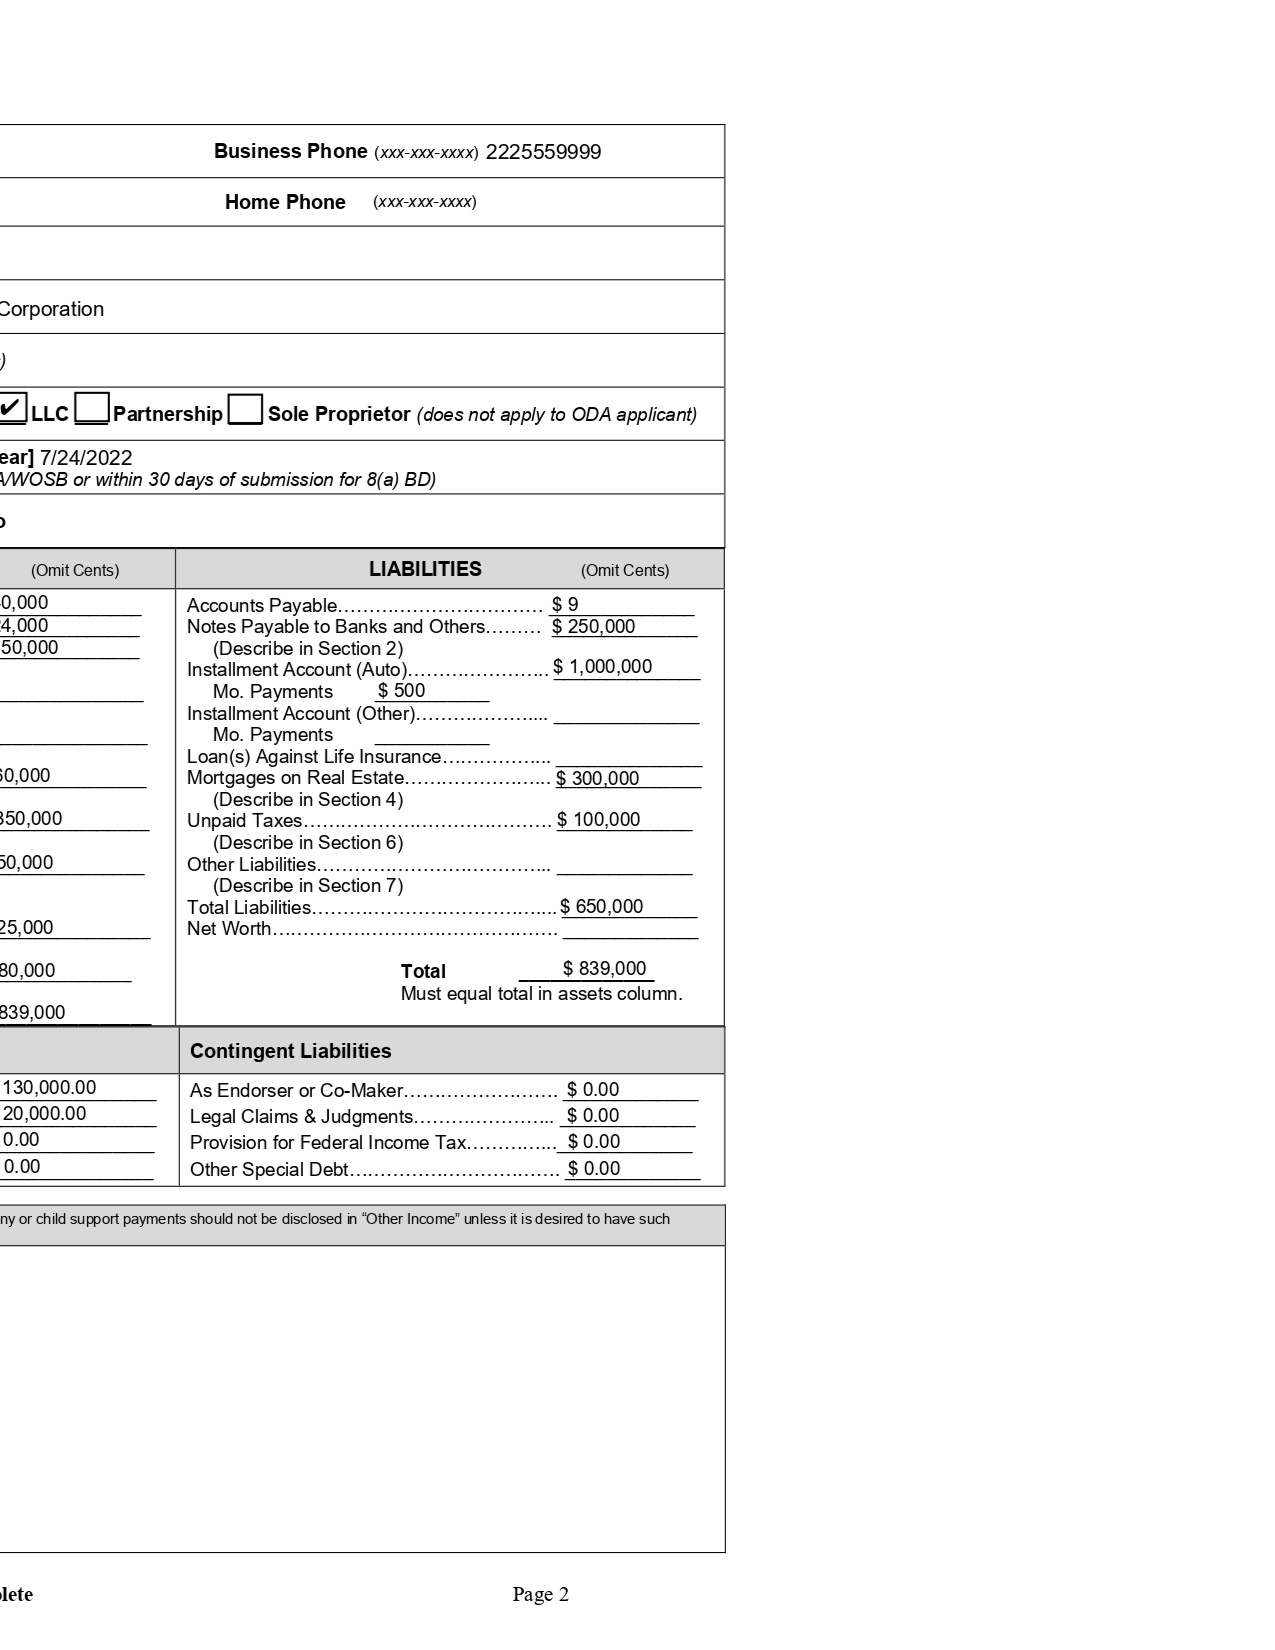 Business Phone (xxx-xxx-xxxx) 2225559999
Home Phone (xxx-xxx-xxxx)
Corporation
)
✔ LLC Partnership Sole Proprietor (does not apply to ODA applicant)
ear] 7/24/2022
A/WOSB or within 30 days of submission for 8(a) BD)
o
(Omit Cents) LIABILITIES (Omit Cents)
0,000 Accounts Payable………………………… $ 9
24,000 Notes Payable to Banks and Others……… $ 250,000
50,000 (Describe in Section 2)
Installment Account (Auto)………………….. $ 1,000,000
Mo. Payments $ 500
Installment Account (Other)……………….... ______________
Mo. Payments ___________
Loan(s) Against Life Insurance…………….. ______________
60,000 Mortgages on Real Estate………………….. $ 300,000
(Describe in Section 4)
350,000 Unpaid Taxes…………………………………. $ 100,000
(Describe in Section 6)
50,000 Other Liabilities……………………………….. _____________
(Describe in Section 7)
Total Liabilities…………………………………. $ 650,000
25,000 Net Worth………………………………………. _____________
80,000 Total $ 839,000
Must equal total in assets column.
839,000
Contingent Liabilities
130,000.00 As Endorser or Co-Maker……………………. $ 0.00
20,000.00 Legal Claims & Judgments………………….. $ 0.00
0.00 Provision for Federal Income Tax………….. $ 0.00
0.00 Other Special Debt……………………………. $ 0.00
ny or child support payments should not be disclosed in “Other Income” unless it is desired to have such
lete Page 2